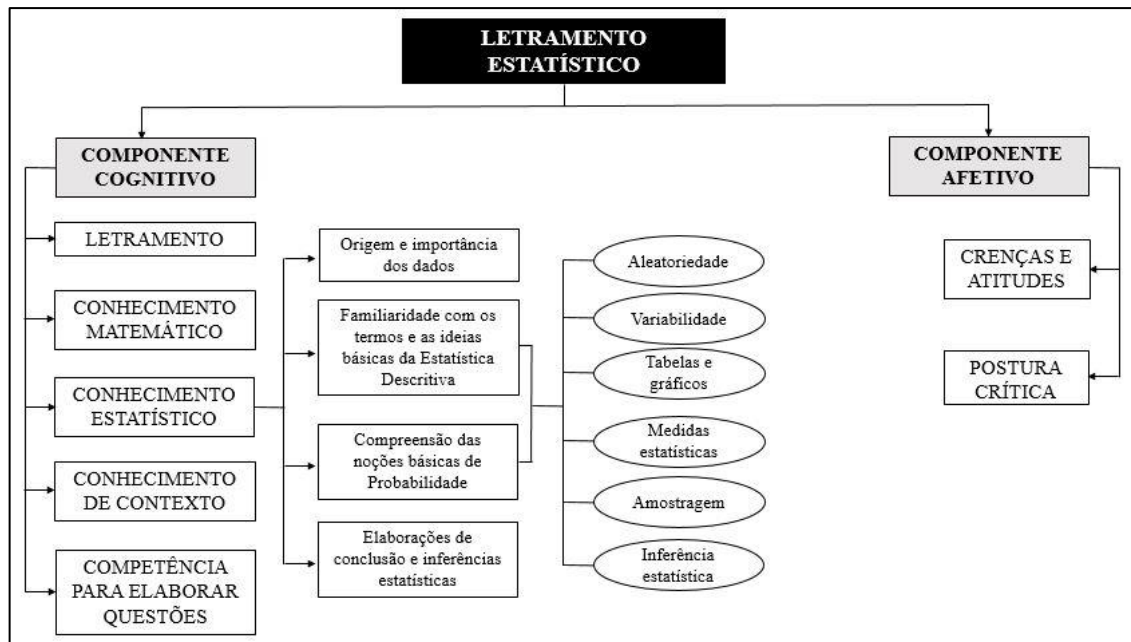 LETRAMENTO
ESTATÍSTICO
COMPONENTE
COGNITIVO
LETRAMENTO
CONHECIMENTO
MATEMÁTICO
CONHECIMENTO
ESTATÍSTICO
CONHECIMENTO
DE CONTEXTO
COMPETÊNCIA
PARA ELABORAR
QUESTÕES
Origem e importância
dos dados
Familiaridade com os
termos e as ideias
básicas da Estatística
Descritiva
Compreensão das
noções básicas de
Probabilidade
Elaborações de
conclusão e inferências
estatísticas
Aleatoriedade
Variabilidade
Tabelas e
gráficos
Medidas
estatísticas
Amostragem
Inferência
estatística
COMPONENTE
AFETIVO
CRENÇAS E
ATITUDES
POSTURA
CRÍTICA